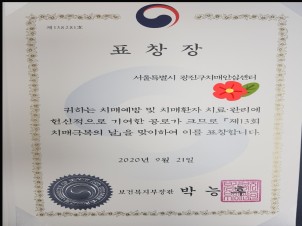 표 창 장
서울특별시 광진구치매안심센터
귀하는 치매예방 및 치매환자 치료·관리에
헌신적으로 기여한 공로가 크므로 「제13회
치매극복의 날」을 맞이하여 이를 표창합니다.
2020년 9월 21일
보건복지부장관 박 능 후